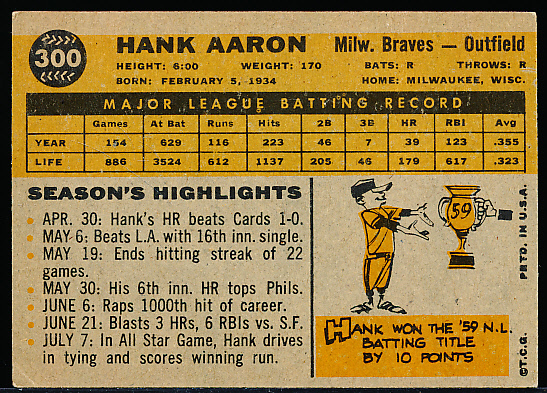 300
HANK AARON Milw. Braves — Outfield
HEIGHT: 6:00 WEIGHT: 170 BATS: R THROWS: R
BORN: FEBRUARY 5, 1934 HOME: MILWAUKEE, WISC.
MAJOR LEAGUE BATTING RECORD
Games At Bat Runs Hits 2B 3B HR RBI Avg
YEAR 154 629 116 223 46 7 39 123 .355
LIFE 886 3524 612 1137 205 46 179 617 .323
SEASON'S HIGHLIGHTS
APR. 30: Hank's HR beats Cards 1-0.
MAY 6: Beats L.A. with 16th inn. single.
MAY 19: Ends hitting streak of 22
games.
MAY 30: His 6th inn. HR tops Phils.
JUNE 6: Raps 1000th hit of career.
JUNE 21: Blasts 3 HRs, 6 RBIs vs. S.F.
JULY 7: In All Star Game, Hank drives
in tying and scores winning run.
59
HANK WON THE '59 N.L.
BATTING TITLE
BY 10 POINTS
©T.C.G. PRTD. IN U.S.A.